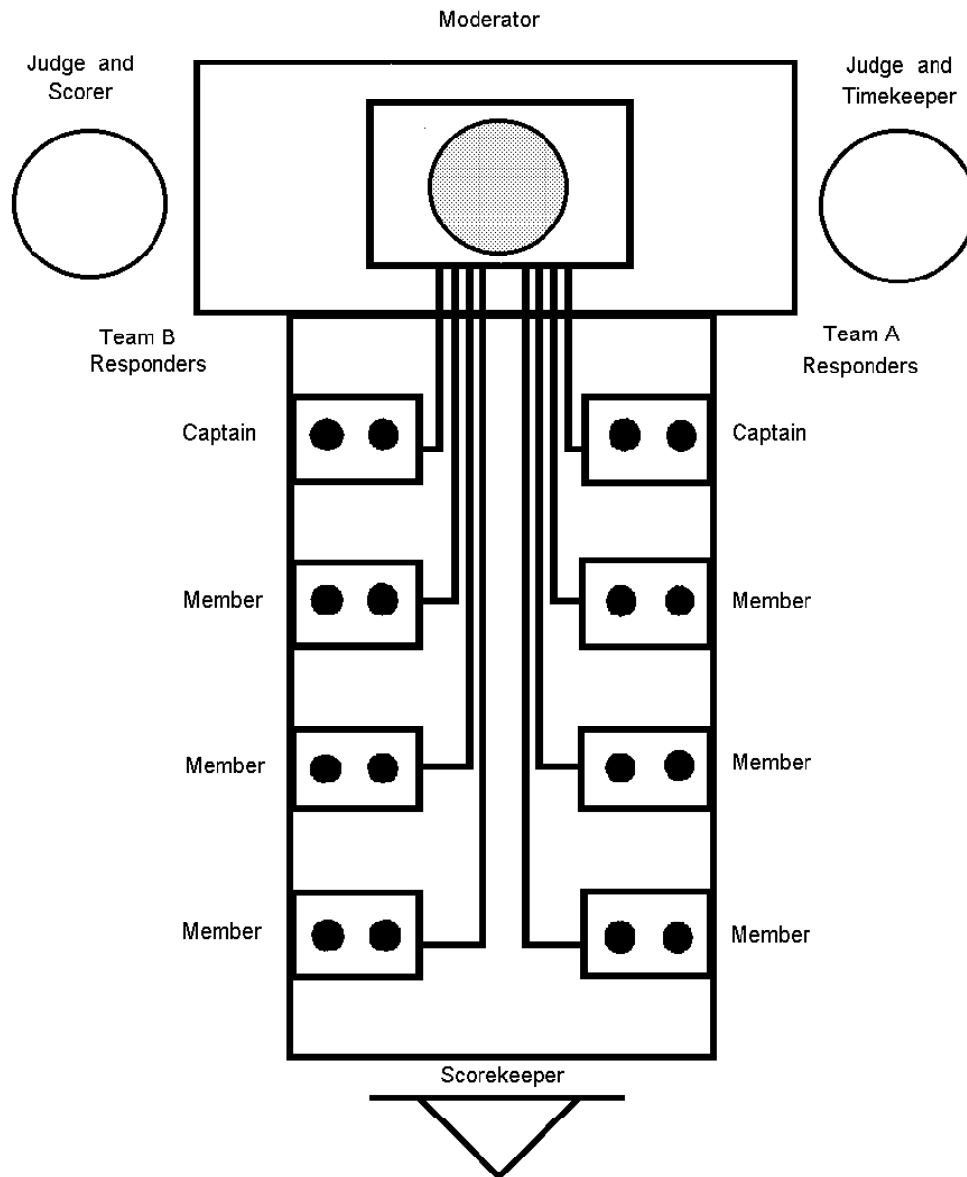 Moderator
Judge and
Scorer
Judge and
Timekeeper
Team B
Responders
Team A
Responders
Captain
Captain
Member
Member
Member
Member
Member
Member
Scorekeeper